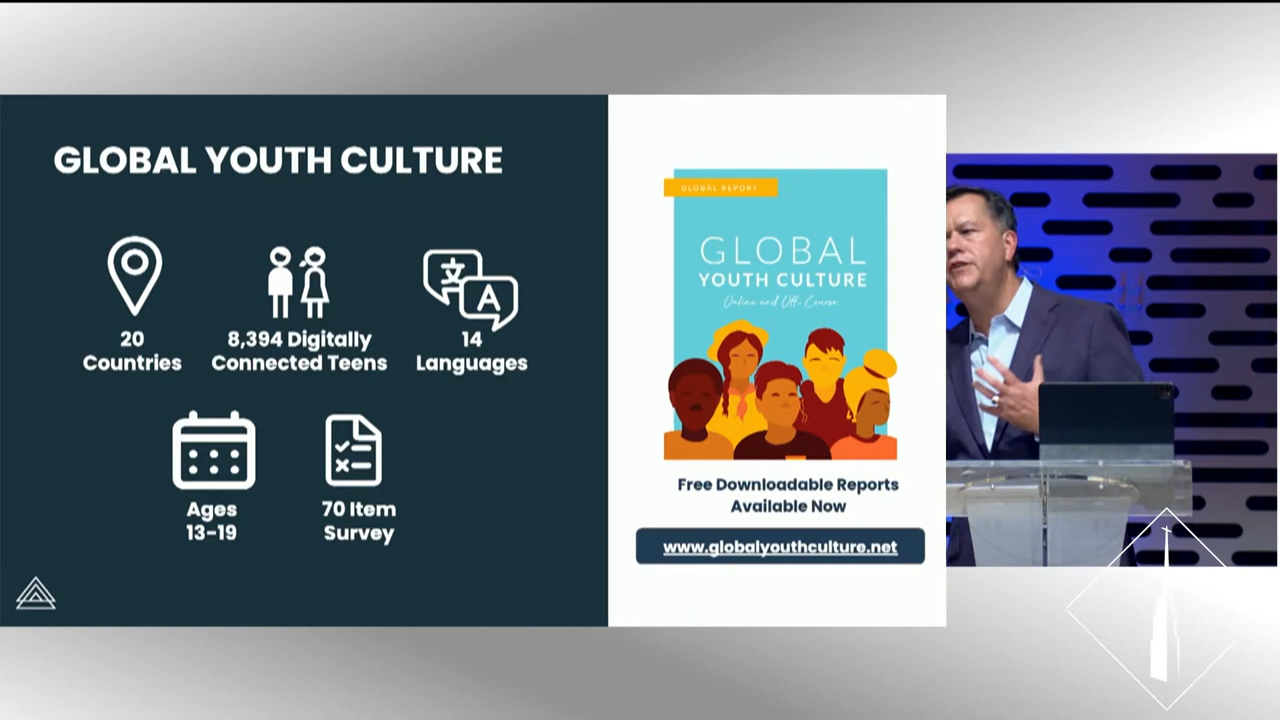 GLOBAL YOUTH CULTURE
20
Countries
8,394 Digitally
Connected Teens
文
A
14
Languages
Ages
13-19
70 Item
Survey
GLOBAL REPORT
GLOBAL
YOUTH CULTURE
Online and Off Course
Free Downloadable Reports
Available Now
www.globalyouthculture.net